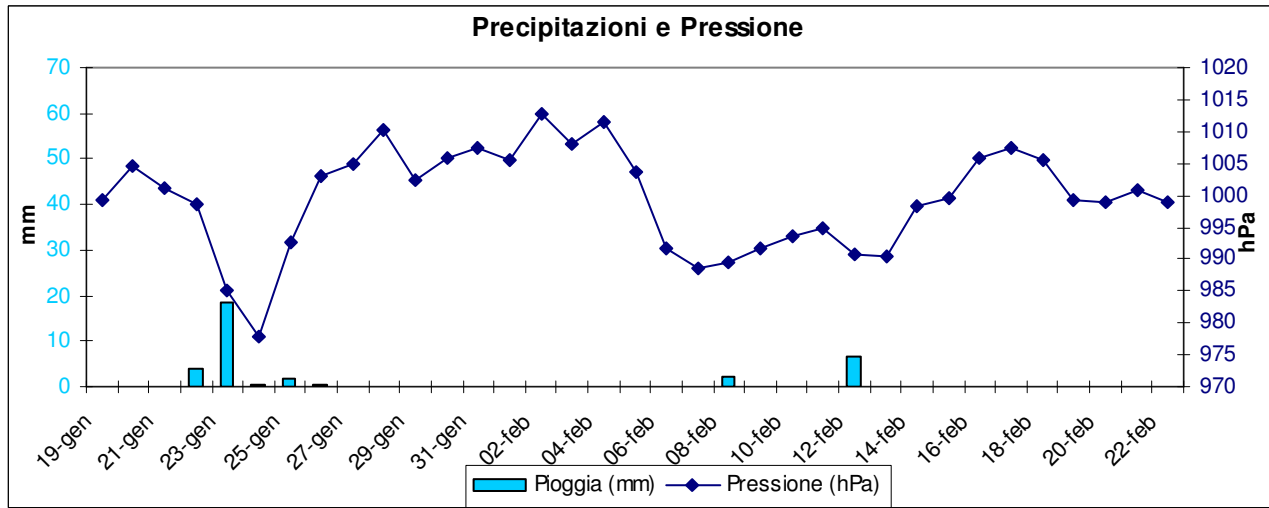 Precipitazioni e Pressione
70
60
50
40
30
20
10
0
mm
1020
1015
1010
1005
1000
995
990
985
980
975
970
hPa
19-gen
21-gen
23-gen
25-gen
27-gen
29-gen
31-gen
02-feb
04-feb
06-feb
08-feb
10-feb
12-feb
14-feb
16-feb
18-feb
20-feb
22-feb
Pioggia (mm)
Pressione (hPa)